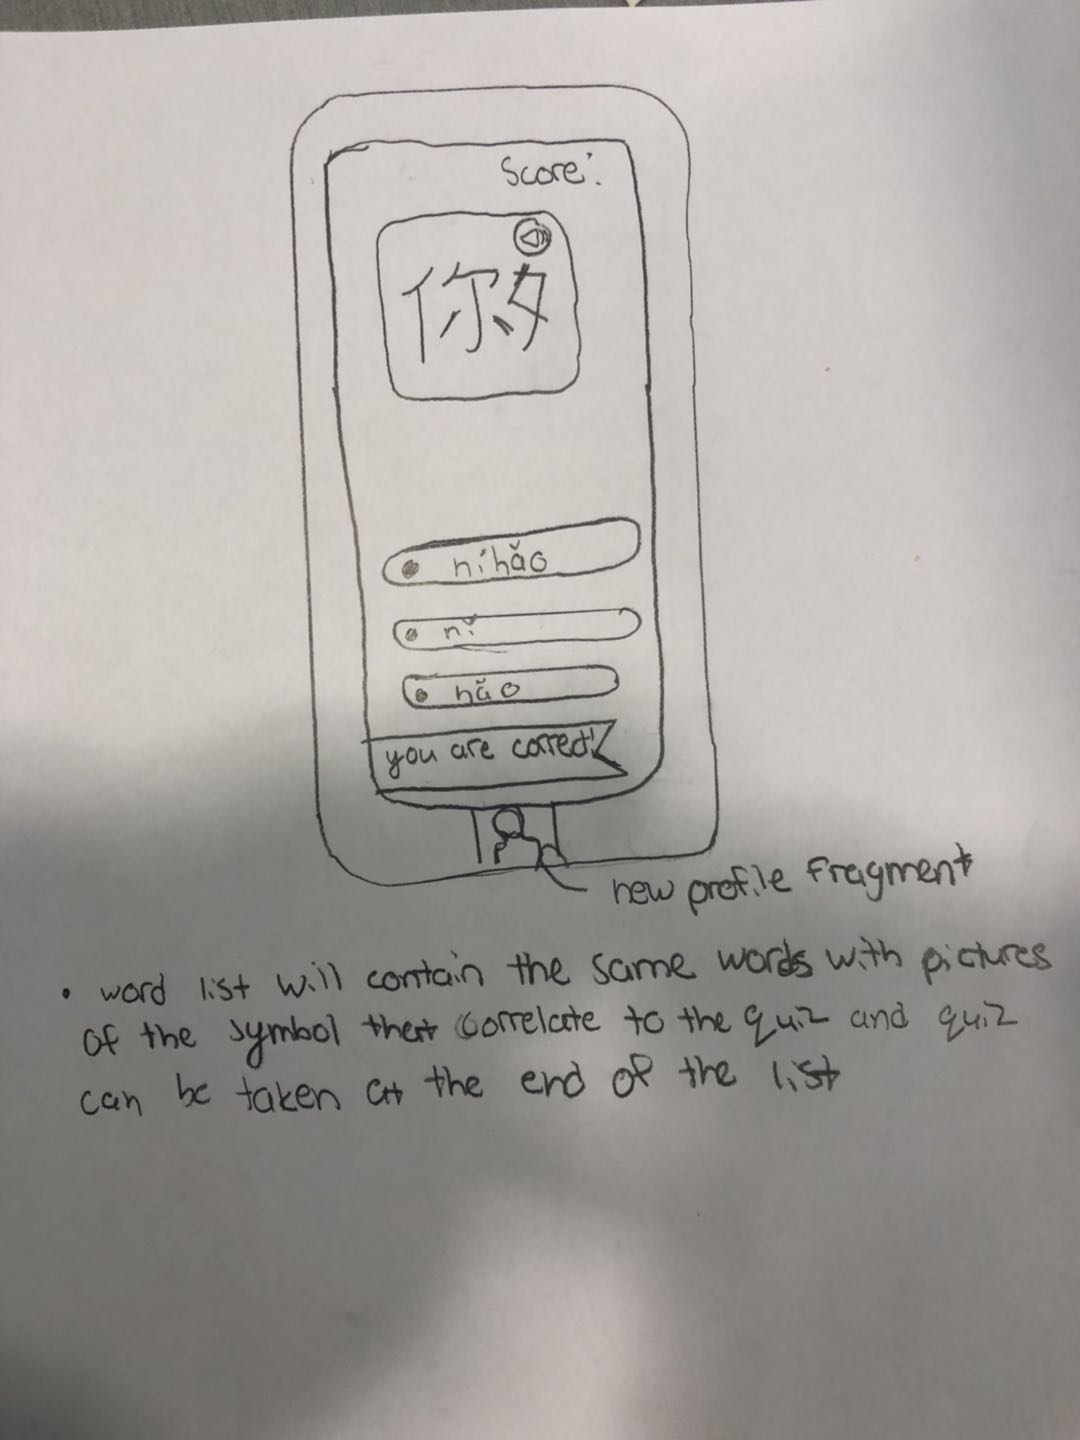 Score:
你
níhǎo
nǐ
hǎo
you are correct!
new profile fragment
• word list will contain the same words with pictures
of the symbol that correlate to the quiz and quiz
can be taken at the end of the list